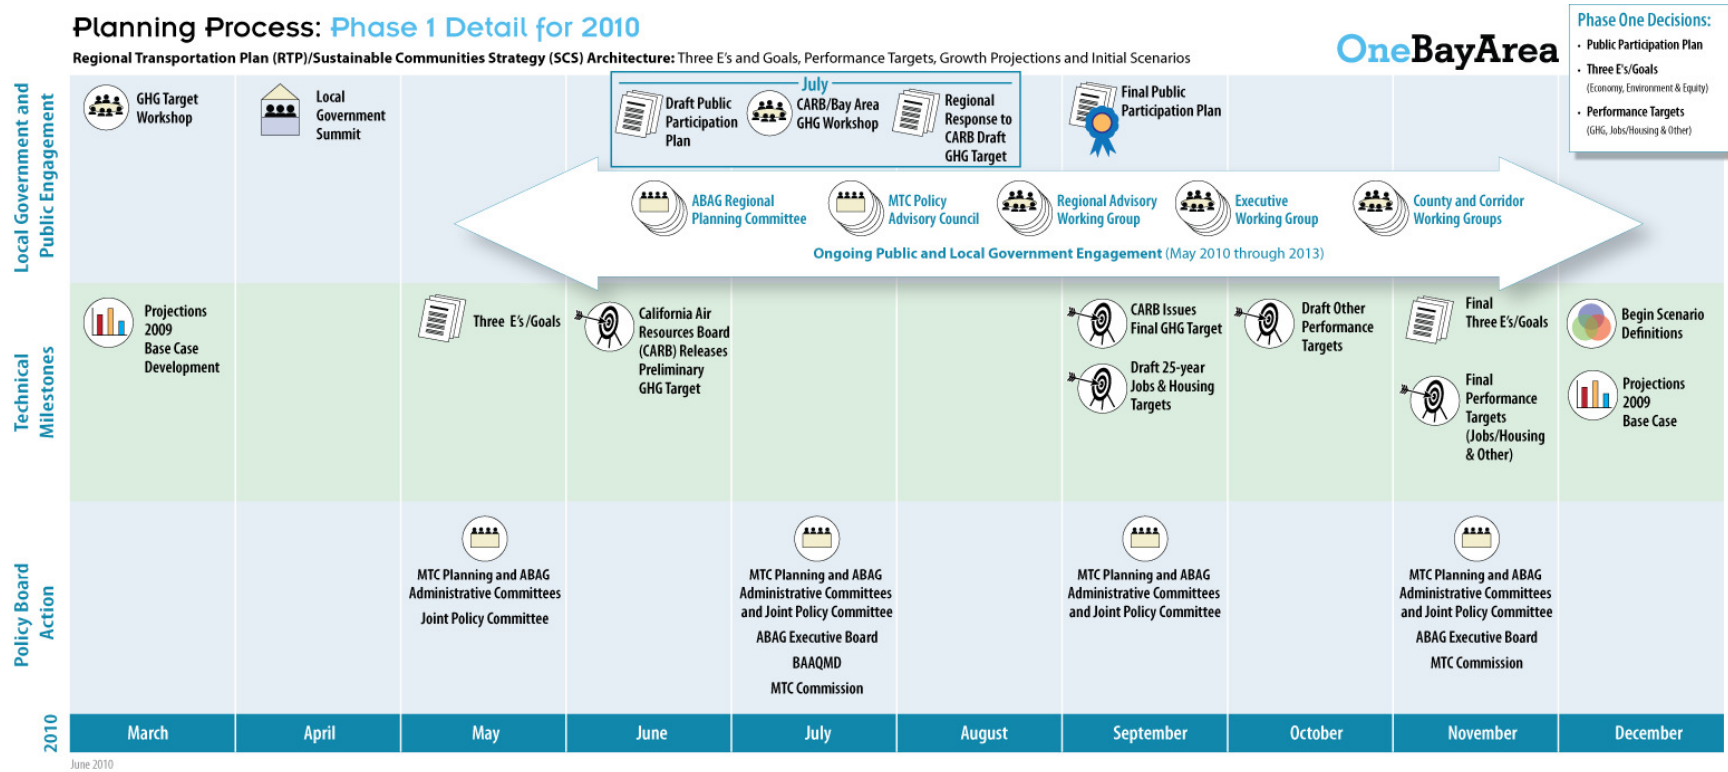 Planning Process: Phase 1 Detail for 2010
Regional Transportation Plan (RTP)/Sustainable Communities Strategy (SCS) Architecture: Three E's and Goals, Performance Targets, Growth Projections and Initial Scenarios
OneBayArea
Phase One Decisions:
· Public Participation Plan
· Three E's/Goals
(Economy, Environment & Equity)
· Performance Targets
(GHG, Jobs/Housing & Other)
Local Government and
Public Engagement
GHG Target
Workshop
Local
Government
Summit
July
Draft Public
Participation
Plan
CARB/Bay Area
GHG Workshop
Regional
Response to
CARB Draft
GHG Target
Final Public
Participation Plan
ABAG Regional
Planning Committee
MTC Policy
Advisory Council
Regional Advisory
Working Group
Executive
Working Group
County and Corridor
Working Groups
Ongoing Public and Local Government Engagement (May 2010 through 2013)
Technical
Milestones
Projections
2009
Base Case
Development
Three E's/Goals
California Air
Resources Board
(CARB) Releases
Preliminary
GHG Target
CARB Issues
Final GHG Target
Draft 25-year
Jobs & Housing
Targets
Draft Other
Performance
Targets
Final
Three E's/Goals
Final
Performance
Targets
(Jobs/Housing
& Other)
Begin Scenario
Definitions
Projections
2009
Base Case
Policy Board
Action
MTC Planning and ABAG
Administrative Committees
Joint Policy Committee
MTC Planning and ABAG
Administrative Committees
and Joint Policy Committee
ABAG Executive Board
BAAQMD
MTC Commission
MTC Planning and ABAG
Administrative Committees
and Joint Policy Committee
MTC Planning and ABAG
Administrative Committees
and Joint Policy Committee
ABAG Executive Board
MTC Commission
2010
March
April
May
June
July
August
September
October
November
December
June 2010